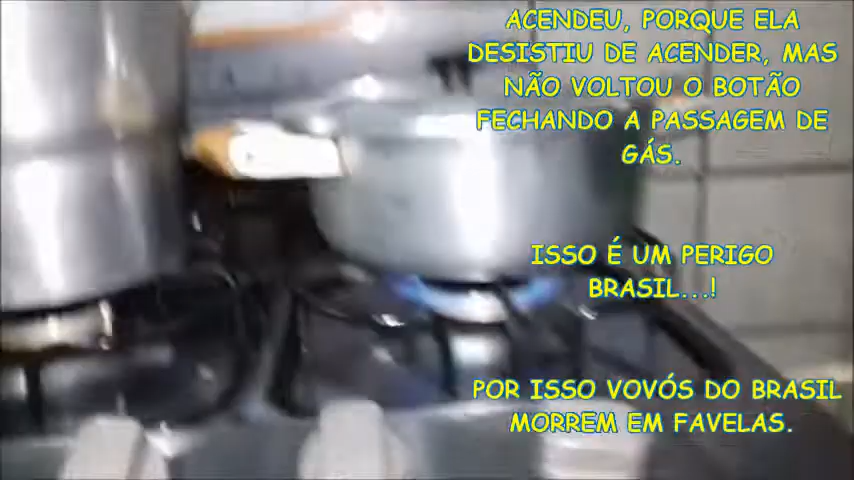 ACENDEU, PORQUE ELA
DESISTIU DE ACENDER, MAS
NÃO VOLTOU O BOTÃO
FECHANDO A PASSAGEM DE
GÁS.
ISSO É UM PERIGO
BRASIL...!
POR ISSO VOVÓS DO BRASIL
MORREM EM FAVELAS.